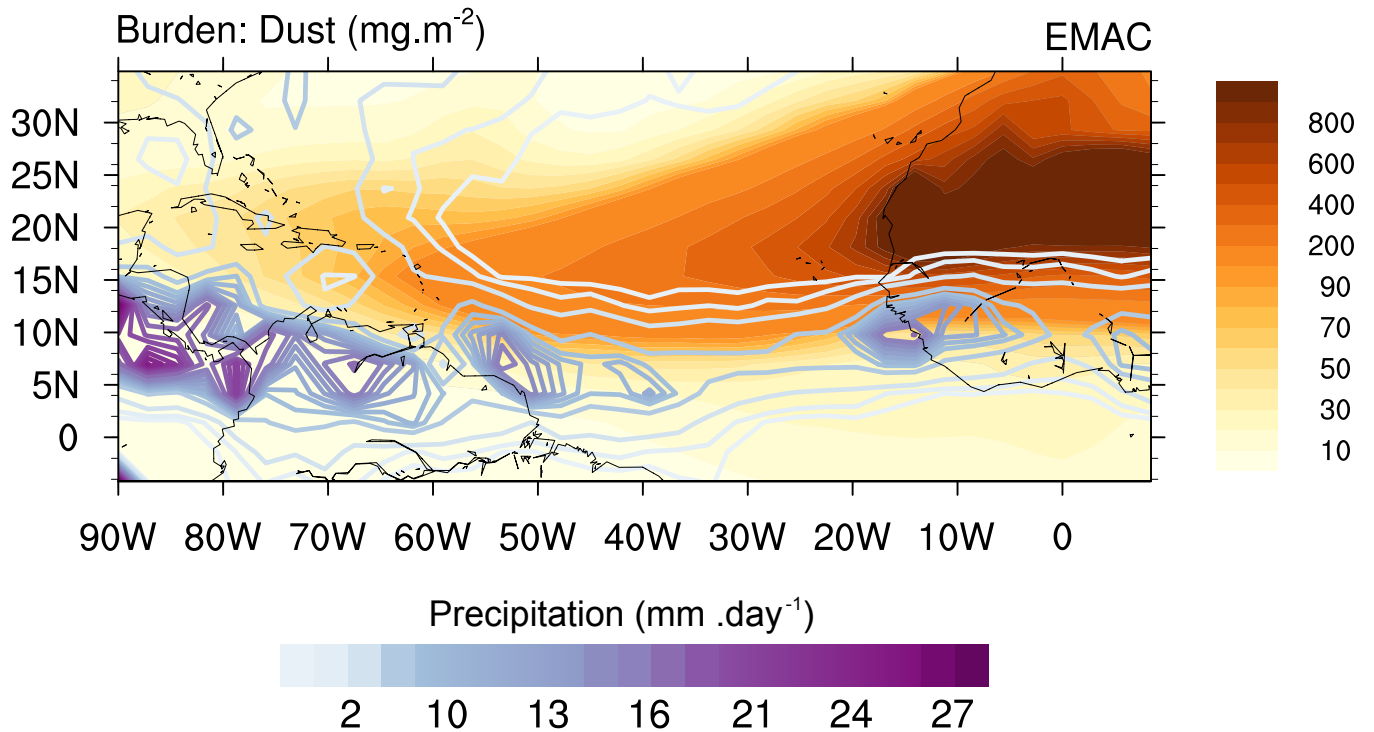 Burden: Dust (mg.m-2) EMAC
30N
25N
20N
15N
10N
5N
0
90W 80W 70W 60W 50W 40W 30W 20W 10W 0
800
600
400
200
90
70
50
30
10
Precipitation (mm .day-1)
2 10 13 16 21 24 27